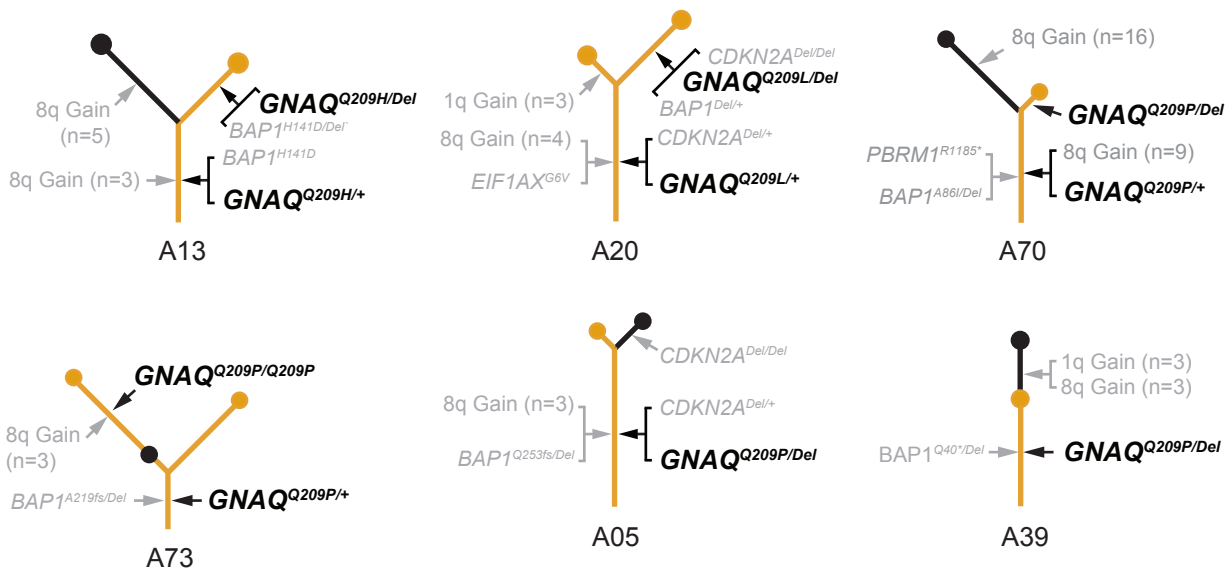 8q Gain
(n=5)
GNAQQ209H/Del
BAP1H141D/Del-
BAP1H141D
8q Gain (n=3)
GNAQQ209H/+
A13
CDKN2ADel/Del
GNAQQ209L/Del
BAP1Del/+
1q Gain (n=3)
8q Gain (n=4)
CDKN2ADel/+
EIF1AXG6V
GNAQQ209L/+
A20
8q Gain (n=16)
GNAQQ209P/Del
PBRM1R1185*
8q Gain (n=9)
BAP1A86I/Del
GNAQQ209P/+
A70
GNAQQ209P/Q209P
8q Gain
(n=3)
BAP1A219fs/Del
GNAQQ209P/+
A73
CDKN2ADel/Del
8q Gain (n=3)
CDKN2ADel/+
BAP1Q253fs/Del
GNAQQ209P/Del
A05
1q Gain (n=3)
8q Gain (n=3)
BAP1Q40*/Del
GNAQQ209P/Del
A39